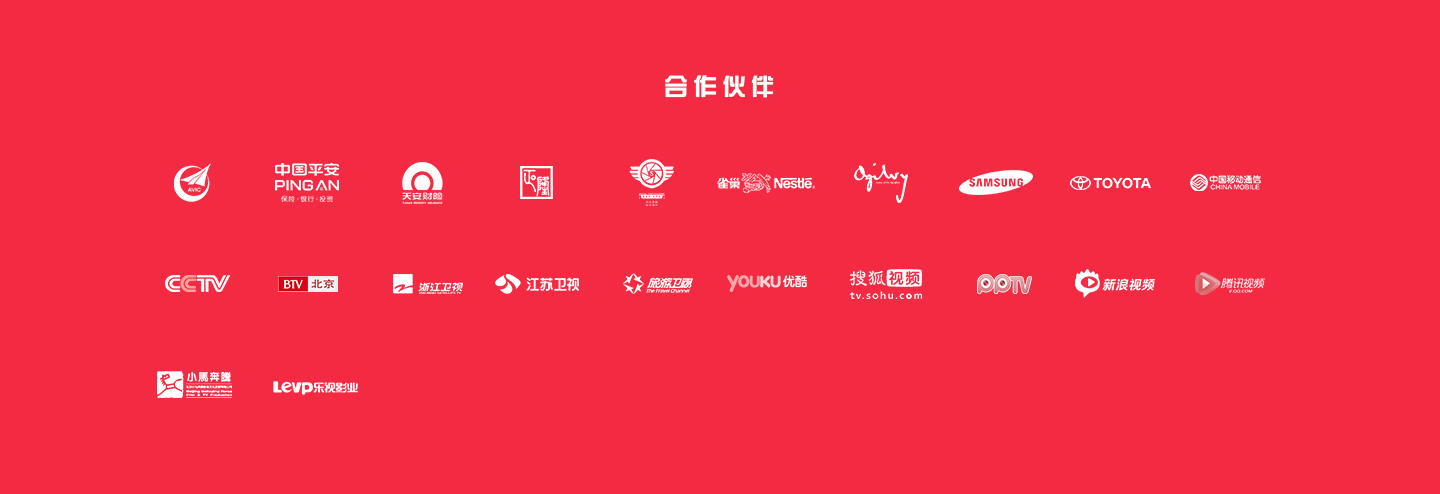 合作伙伴
AVIC
中国平安
PING AN
保险·银行·投资
天安财险
雀巢 Nestlé
Ogilvy
SAMSUNG
TOYOTA
中国移动通信
CHINA MOBILE
CCTV
BTV 北京
浙江卫视
江苏卫视
旅游卫视
The Travel Channel
YOUKU 优酷
搜狐视频
tv.sohu.com
PPTV
新浪视频
腾讯视频
V.QQ.COM
小馬奔騰
Levp乐视影业